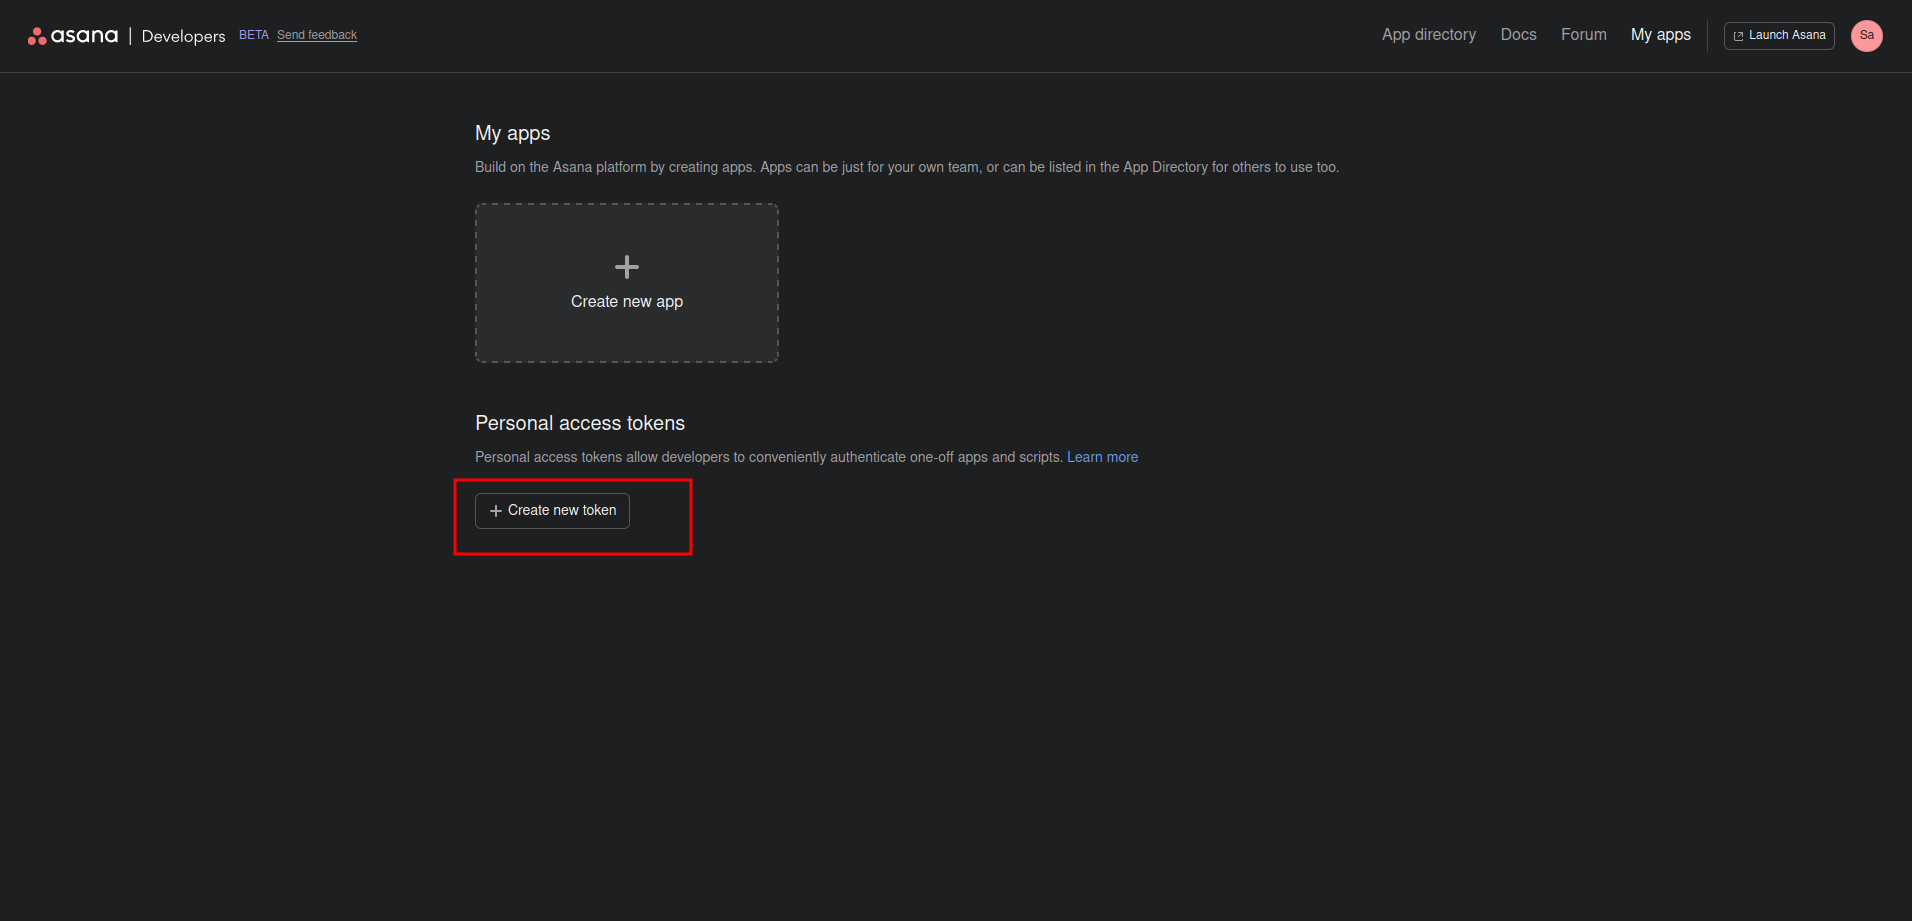 asana | Developers BETA Send feedback
App directory Docs Forum My apps Launch Asana Sa
My apps
Build on the Asana platform by creating apps. Apps can be just for your own team, or can be listed in the App Directory for others to use too.
Create new app
Personal access tokens
Personal access tokens allow developers to conveniently authenticate one-off apps and scripts. Learn more
+ Create new token